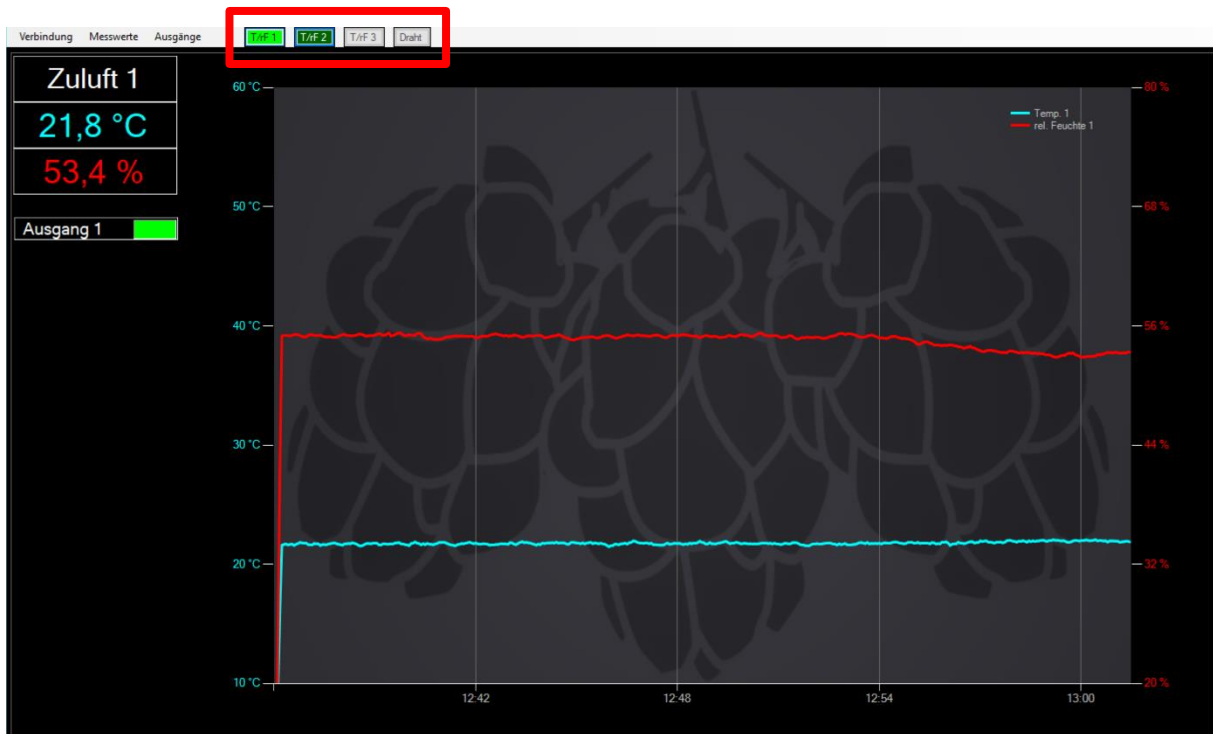 Verbindung Messwerte Ausgänge T/rF 1 T/rF 2 T/rF 3 Draht
Zuluft 1
21,8 °C
53,4 %
Ausgang 1
60 °C
50 °C
40 °C
30 °C
20 °C
10 °C
Temp. 1
rel. Feuchte 1
80 %
68 %
56 %
44 %
32 %
20 %
12:42 12:48 12:54 13:00